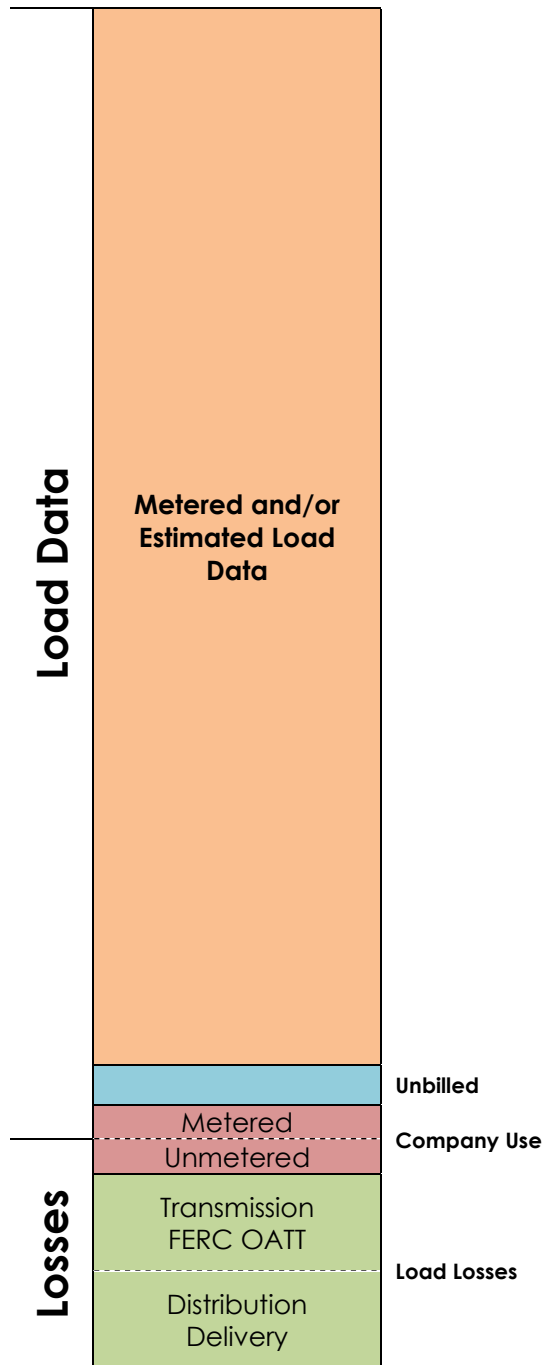 Load Data
Metered and/or
Estimated Load
Data
Unbilled
Metered
Company Use
Unmetered
Losses
Transmission
FERC OATT
Load Losses
Distribution
Delivery